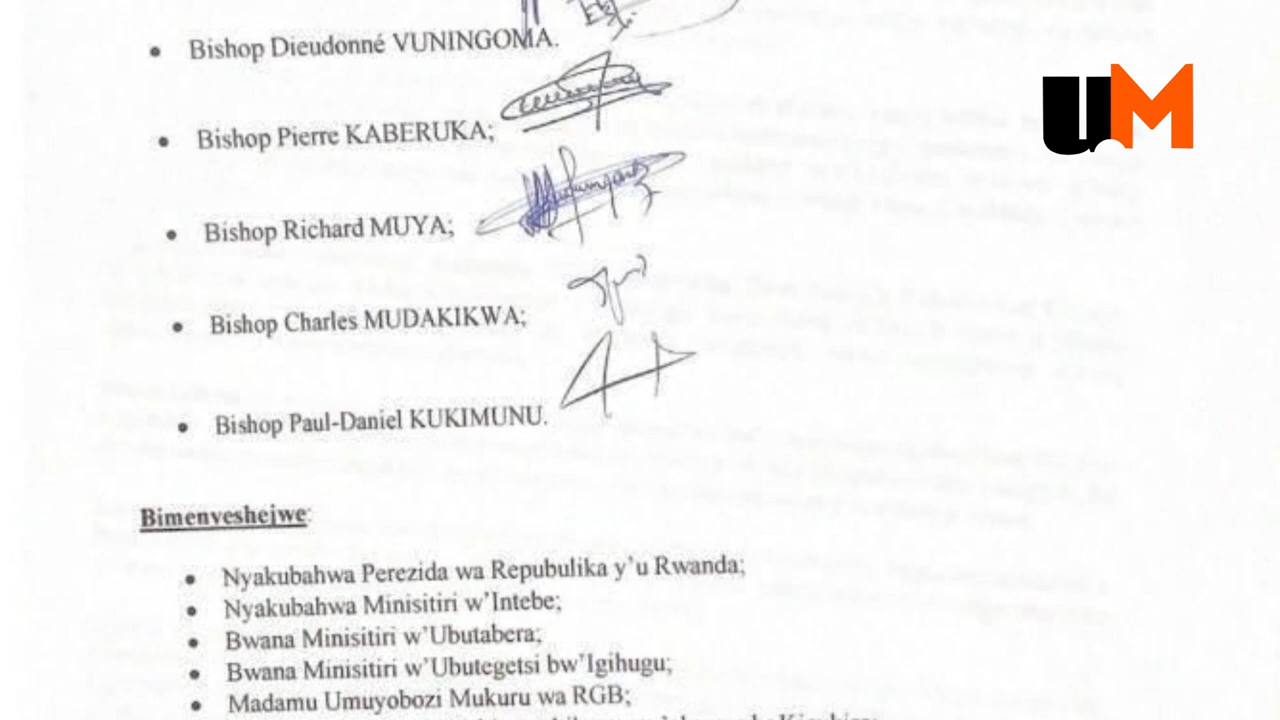 • Bishop Dieudonné VUNINGOMA.
UM
• Bishop Pierre KABERUKA;
• Bishop Richard MUYA;
• Bishop Charles MUDAKIKWA;
• Bishop Paul-Daniel KUKIMUNU.
Bimenyeshejwe:
• Nyakubahwa Perezida wa Repubulika y’u Rwanda;
• Nyakubahwa Minisitiri w’Intebe;
• Bwana Minisitiri w’Ubutabera;
• Bwana Minisitiri w’Ubutegetsi bw’Igihugu;
• Madamu Umuyobozi Mukuru wa RGB;